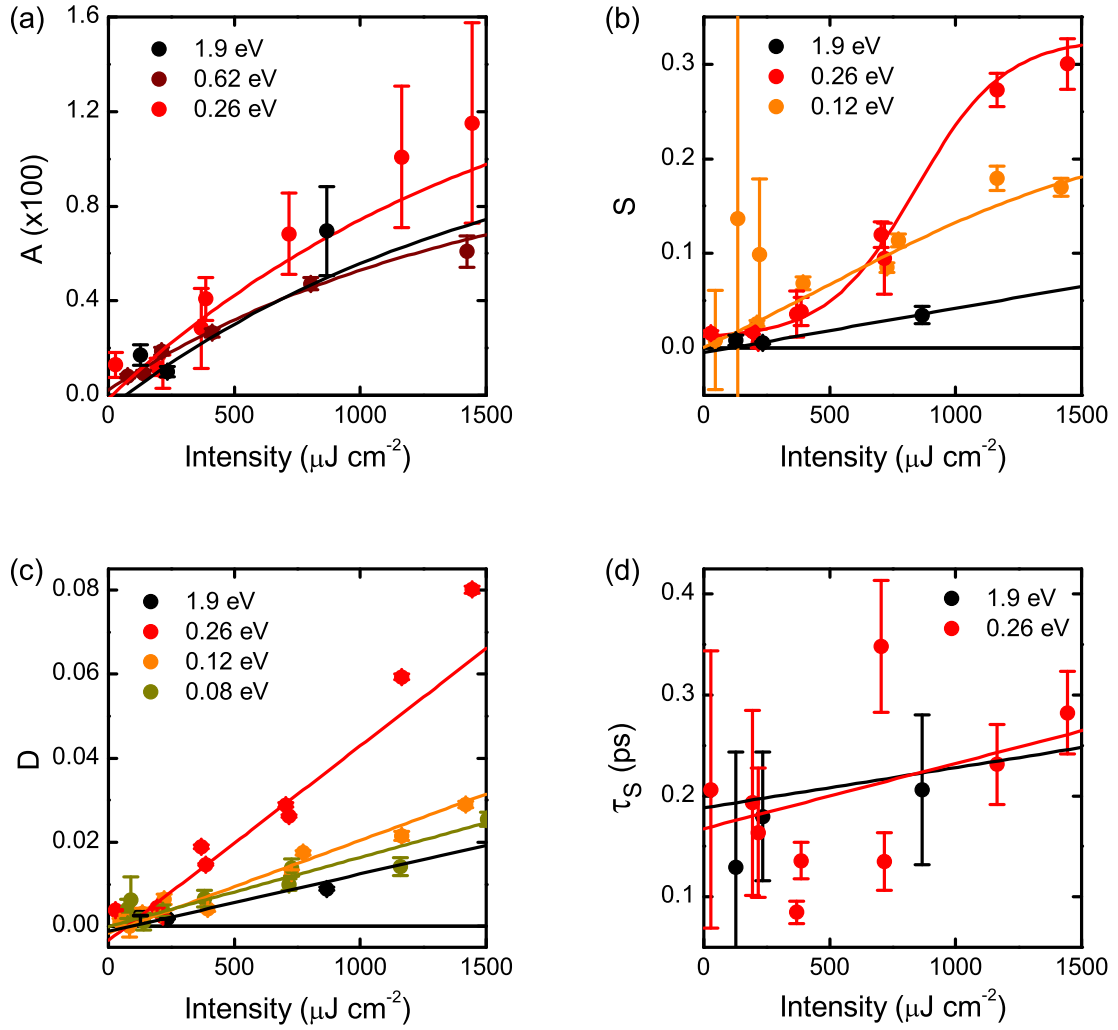 (a)
1.6
1.2
0.8
0.4
0.0
A (x100)
1.9 eV
0.62 eV
0.26 eV
0 500 1000 1500
Intensity (μJ cm-2)
(b)
0.3
0.2
0.1
0.0
S
1.9 eV
0.26 eV
0.12 eV
0 500 1000 1500
Intensity (μJ cm-2)
(c)
0.08
0.06
0.04
0.02
0.00
D
1.9 eV
0.26 eV
0.12 eV
0.08 eV
0 500 1000 1500
Intensity (μJ cm-2)
(d)
0.4
0.3
0.2
0.1
τS (ps)
1.9 eV
0.26 eV
0 500 1000 1500
Intensity (μJ cm-2)